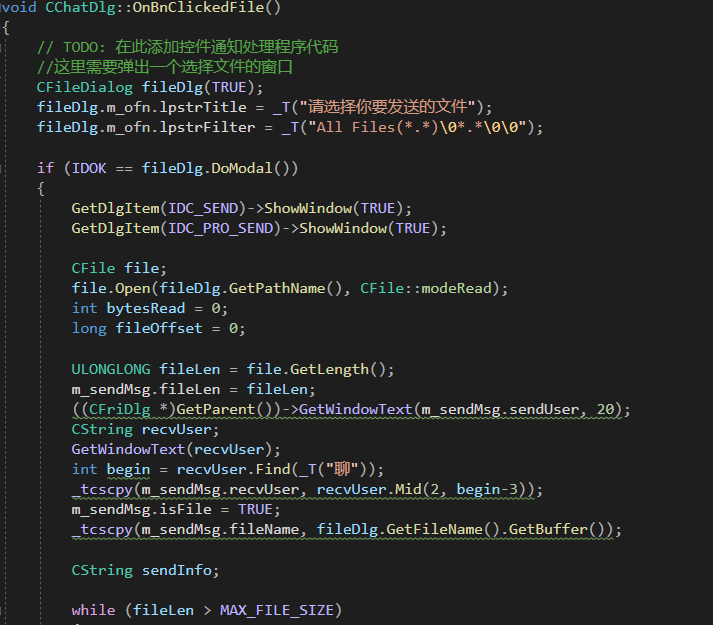 void CChatDlg::OnBnClickedFile()
{
// TODO: 在此添加控件通知处理程序代码
//这里需要弹出一个选择文件的窗口
CFileDialog fileDlg(TRUE);
fileDlg.m_ofn.lpstrTitle = _T("请选择你要发送的文件");
fileDlg.m_ofn.lpstrFilter = _T("All Files(*.*)\0*.*\0\0");
if (IDOK == fileDlg.DoModal())
{
GetDlgItem(IDC_SEND)->ShowWindow(TRUE);
GetDlgItem(IDC_PRO_SEND)->ShowWindow(TRUE);
CFile file;
file.Open(fileDlg.GetPathName(), CFile::modeRead);
int bytesRead = 0;
long fileOffset = 0;
ULONGLONG fileLen = file.GetLength();
m_sendMsg.fileLen = fileLen;
((CFriDlg *)GetParent())->GetWindowText(m_sendMsg.sendUser, 20);
CString recvUser;
GetWindowText(recvUser);
int begin = recvUser.Find(_T("聊"));
_tcscpy(m_sendMsg.recvUser, recvUser.Mid(2, begin-3));
m_sendMsg.isFile = TRUE;
_tcscpy(m_sendMsg.fileName, fileDlg.GetFileName().GetBuffer());
CString sendInfo;
while (fileLen > MAX_FILE_SIZE)